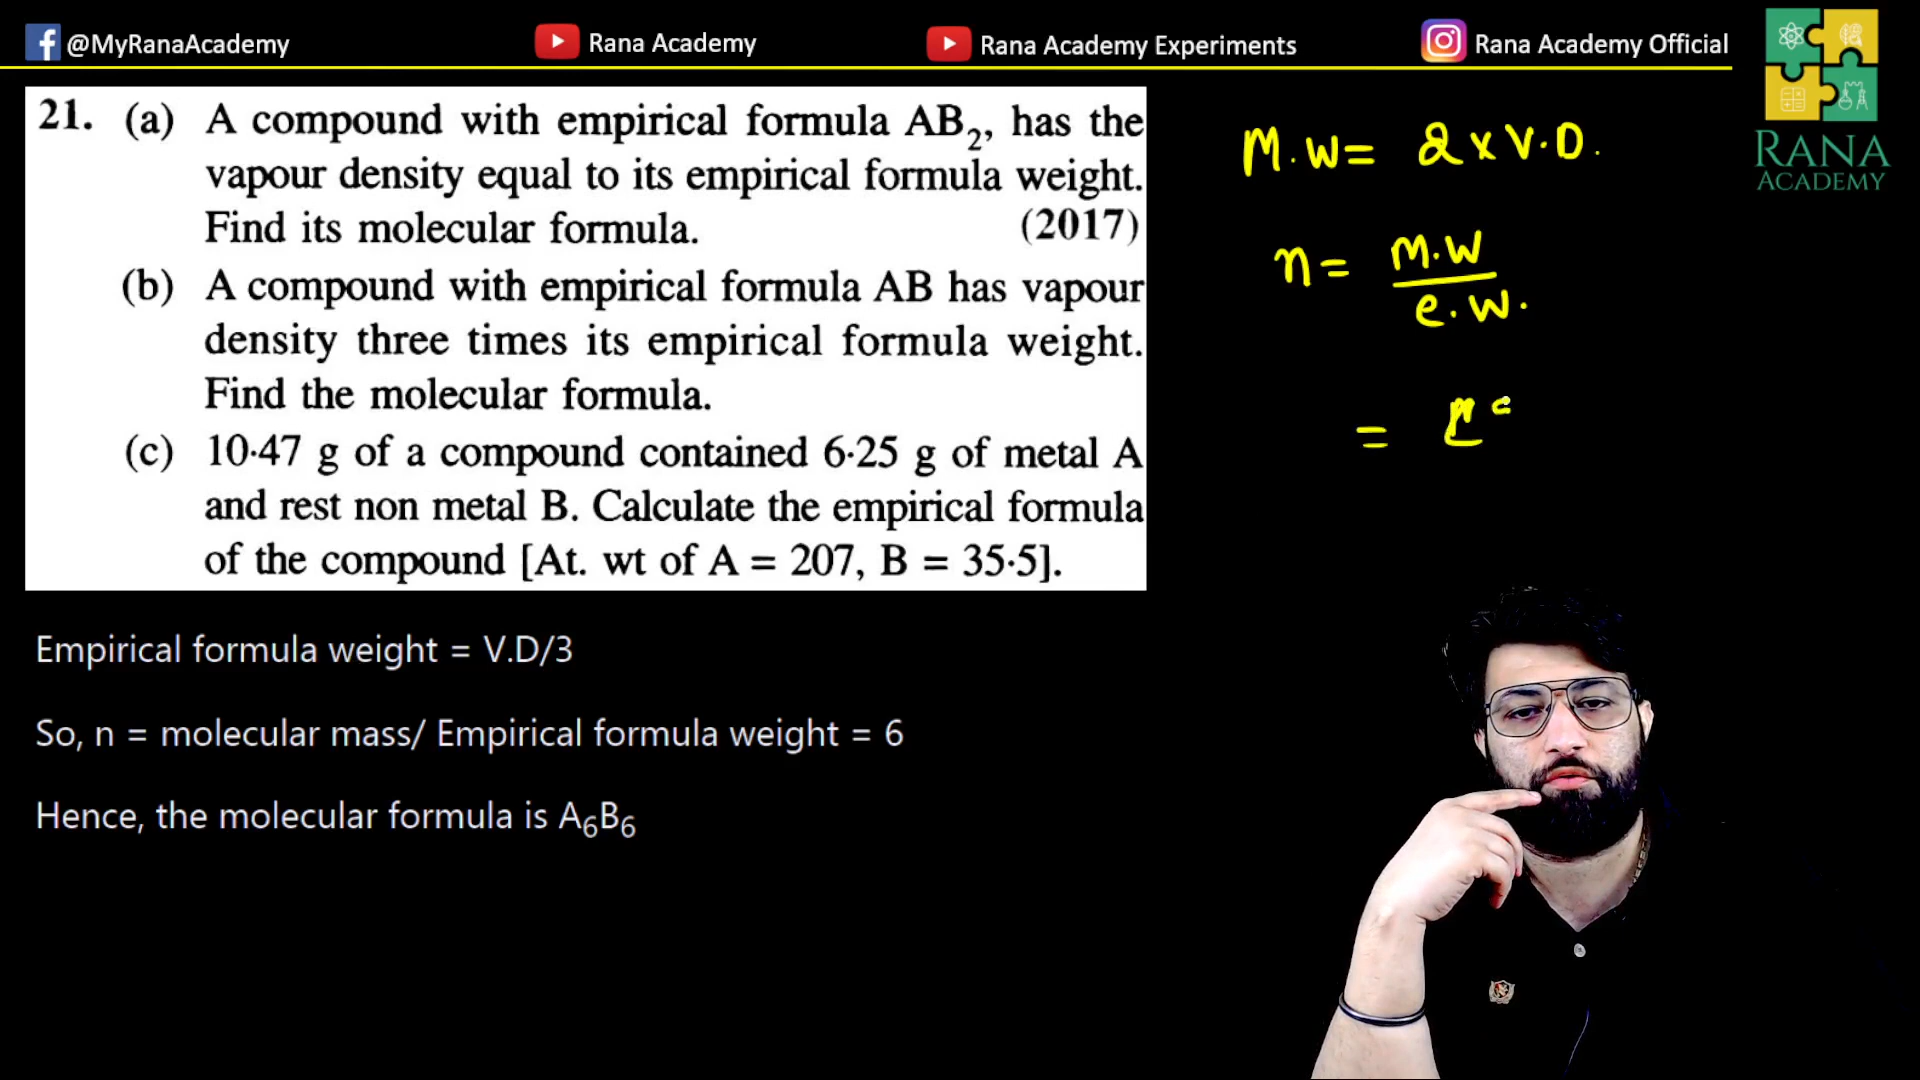 @MyRanaAcademy
Rana Academy
Rana Academy Experiments
Rana Academy Official
RANA
ACADEMY
21. (a) A compound with empirical formula AB₂, has the
vapour density equal to its empirical formula weight.
Find its molecular formula. (2017)
(b) A compound with empirical formula AB has vapour
density three times its empirical formula weight.
Find the molecular formula.
(c) 10·47 g of a compound contained 6·25 g of metal A
and rest non metal B. Calculate the empirical formula
of the compound [At. wt of A = 207, B = 35·5].
M.W= 2 x V.D.
n = M.W
e.W.
=
Empirical formula weight = V.D/3
So, n = molecular mass/ Empirical formula weight = 6
Hence, the molecular formula is A₆B₆